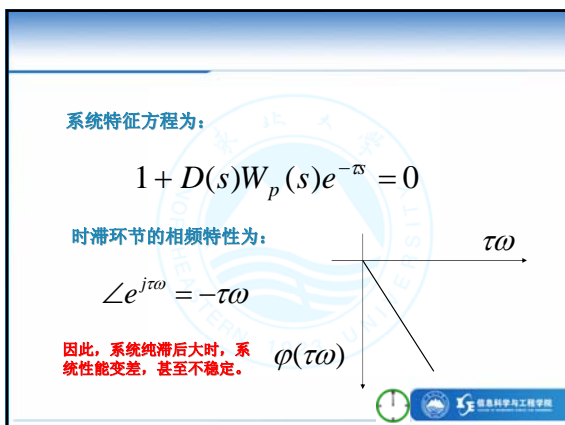 系统特征方程为：
1 + D(s)W_p(s)e^{-τs} = 0
时滞环节的相频特性为：
τω
∠e^{jτω} = -τω
因此，系统纯滞后大时，系
统性能变差，甚至不稳定。
φ(τω)
信息科学与工程学院